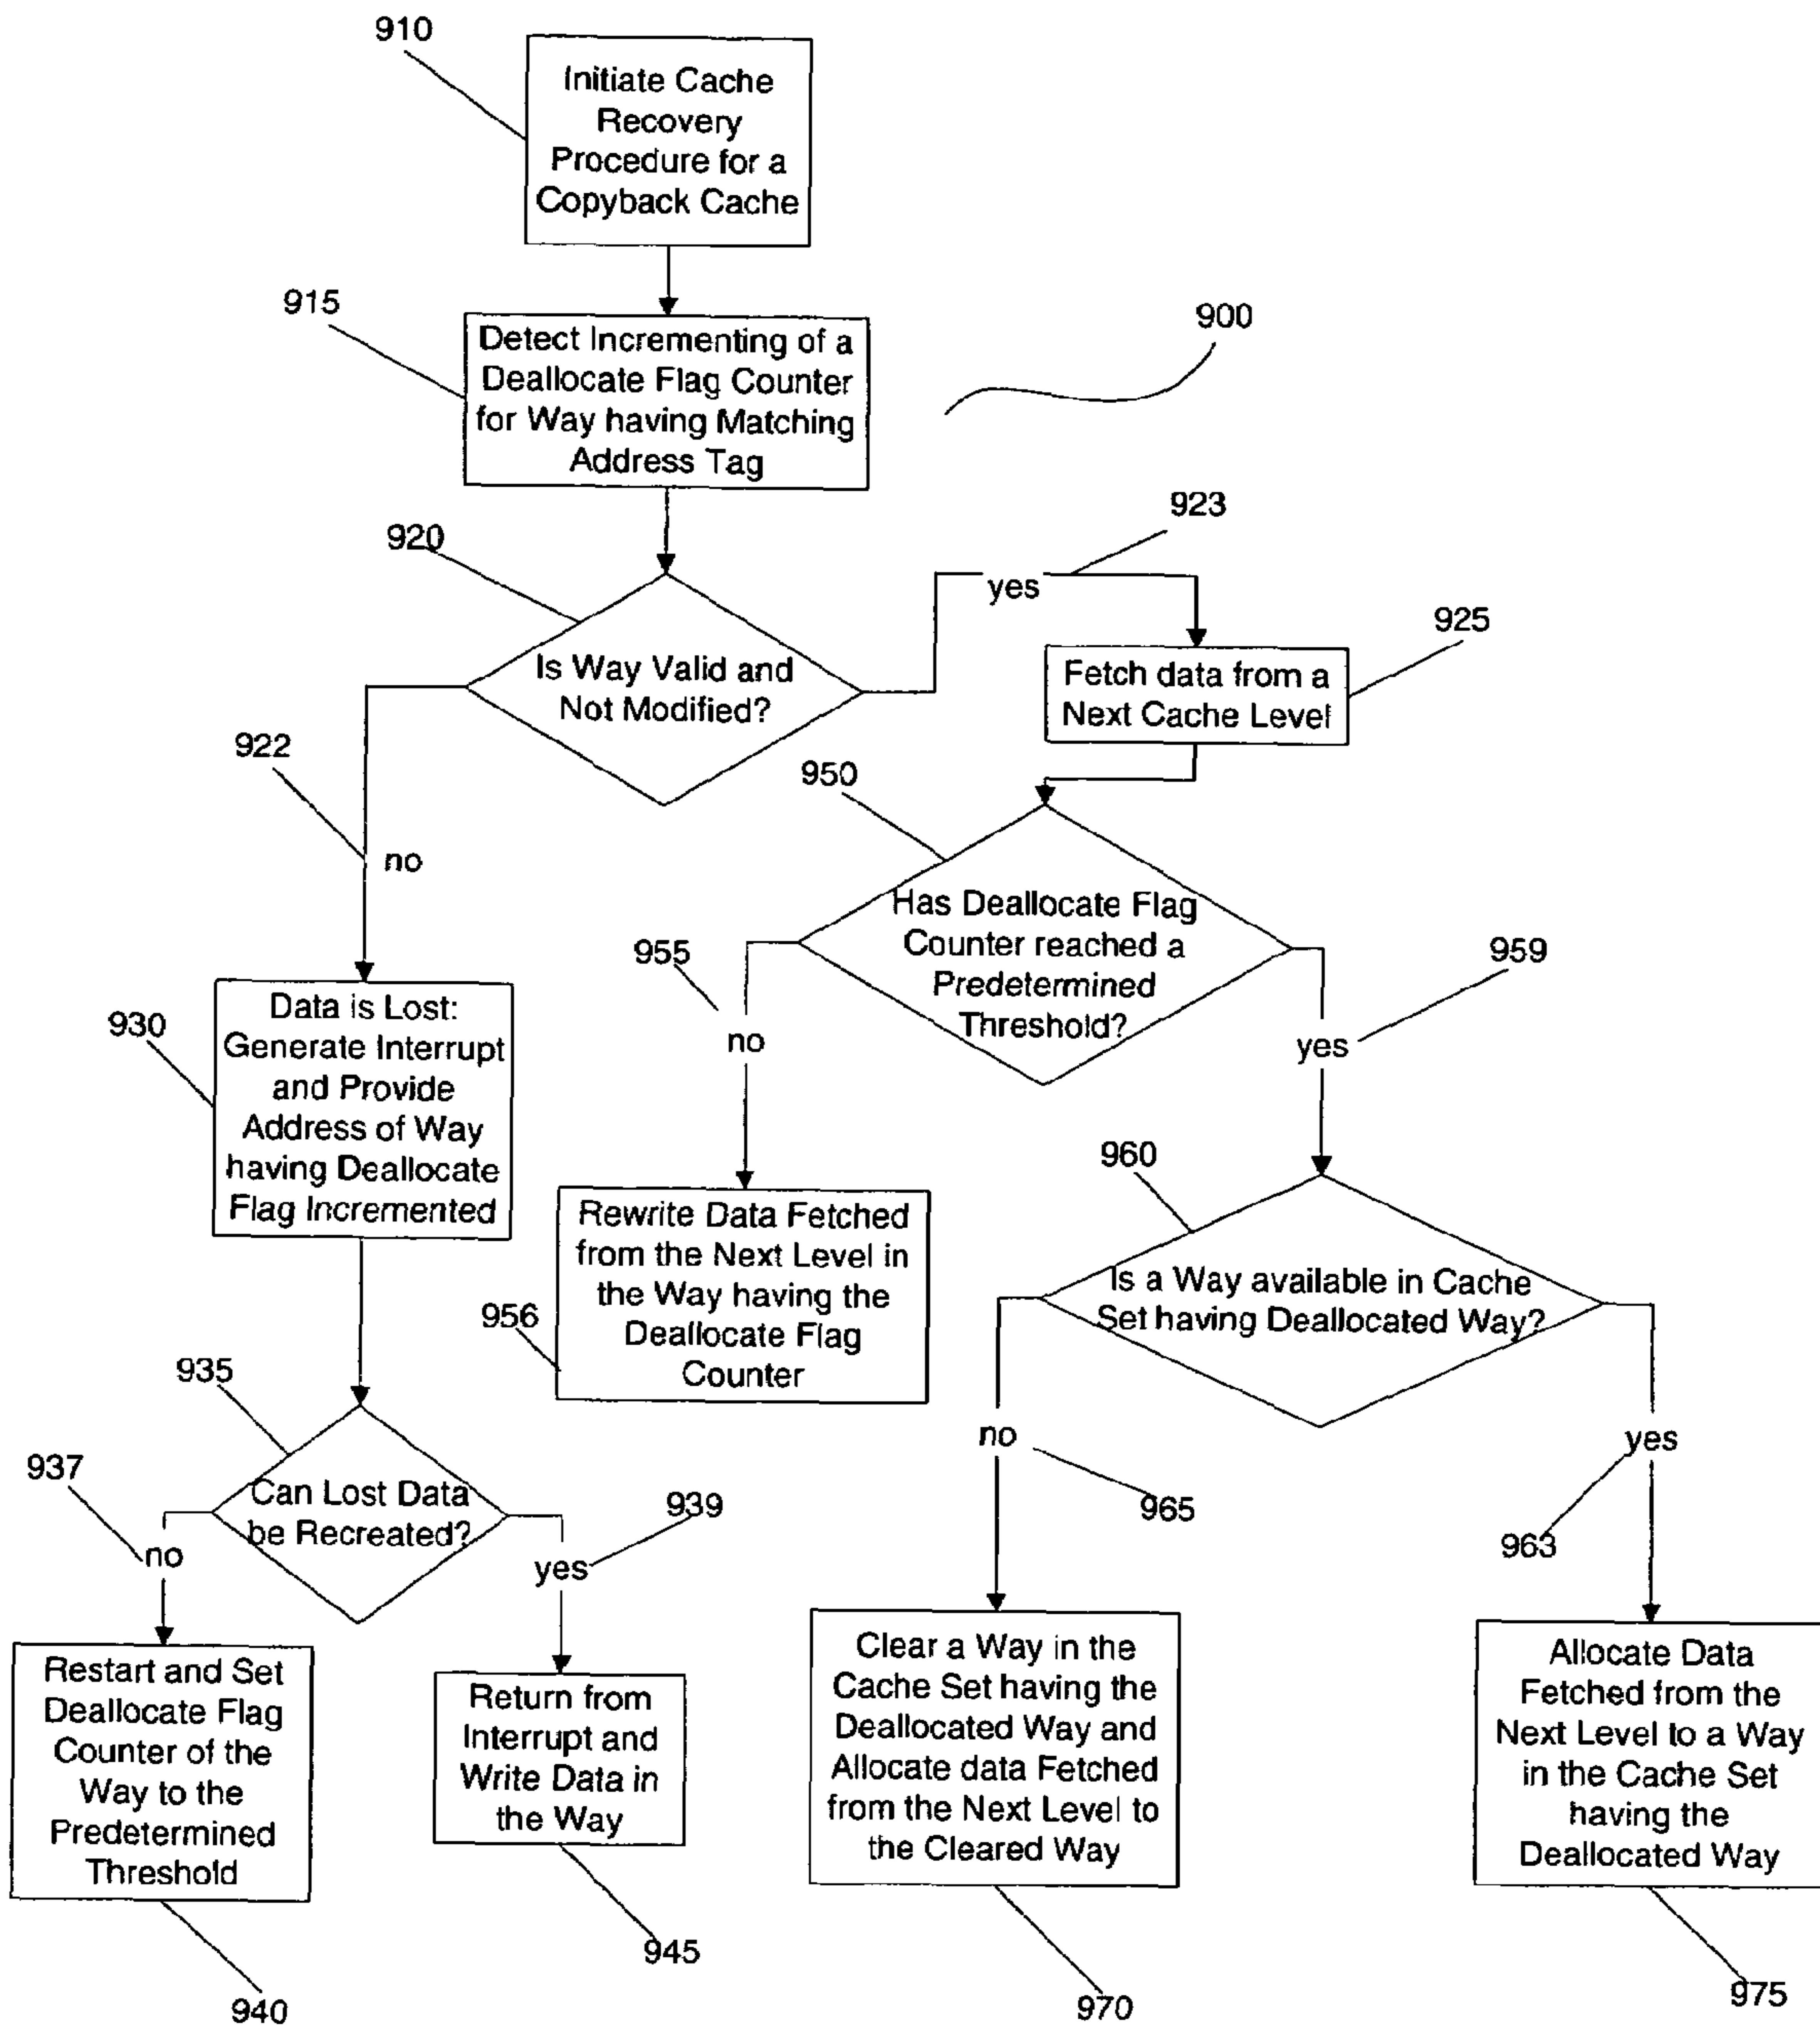 910
Initiate Cache
Recovery
Procedure for a
Copyback Cache
915
Detect Incrementing of a
Deallocate Flag Counter
for Way having Matching
Address Tag
900
920
Is Way Valid and
Not Modified?
923
yes
925
Fetch data from a
Next Cache Level
922
no
950
Has Deallocate Flag
Counter reached a
Predetermined
Threshold?
955
no
959
yes
930
Data is Lost:
Generate Interrupt
and Provide
Address of Way
having Deallocate
Flag Incremented
956
Rewrite Data Fetched
from the Next Level in
the Way having the
Deallocate Flag
Counter
960
Is a Way available in Cache
Set having Deallocated Way?
935
Can Lost Data
be Recreated?
937
no
939
yes
no
965
yes
963
Restart and Set
Deallocate Flag
Counter of the
Way to the
Predetermined
Threshold
940
Return from
Interrupt and
Write Data in
the Way
945
Clear a Way in the
Cache Set having the
Deallocated Way and
Allocate data Fetched
from the Next Level to
the Cleared Way
970
Allocate Data
Fetched from the
Next Level to a Way
in the Cache Set
having the
Deallocated Way
975